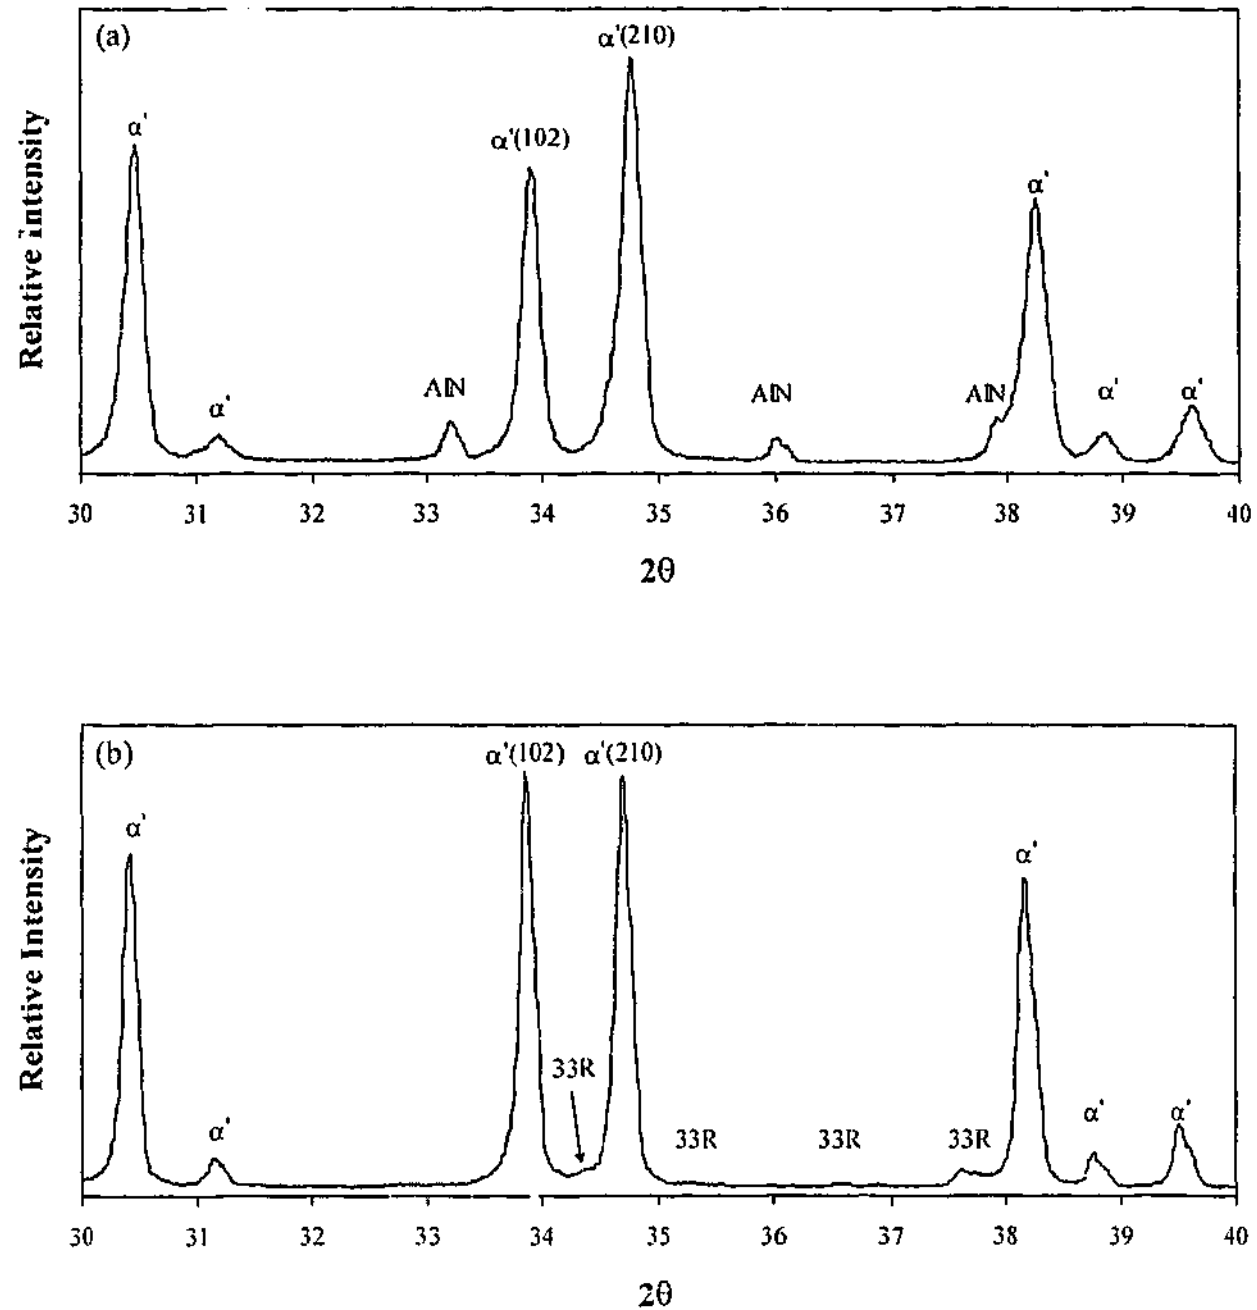 (a)
α'(210)
α'
α'(102)
α'
Relative intensity
AlN
AlN
AlN
α'
α'
α'
30 31 32 33 34 35 36 37 38 39 40
2θ
(b)
α'(102) α'(210)
α'
α'
Relative Intensity
33R
α'
α'
α'
33R 33R 33R
30 31 32 33 34 35 36 37 38 39 40
2θ